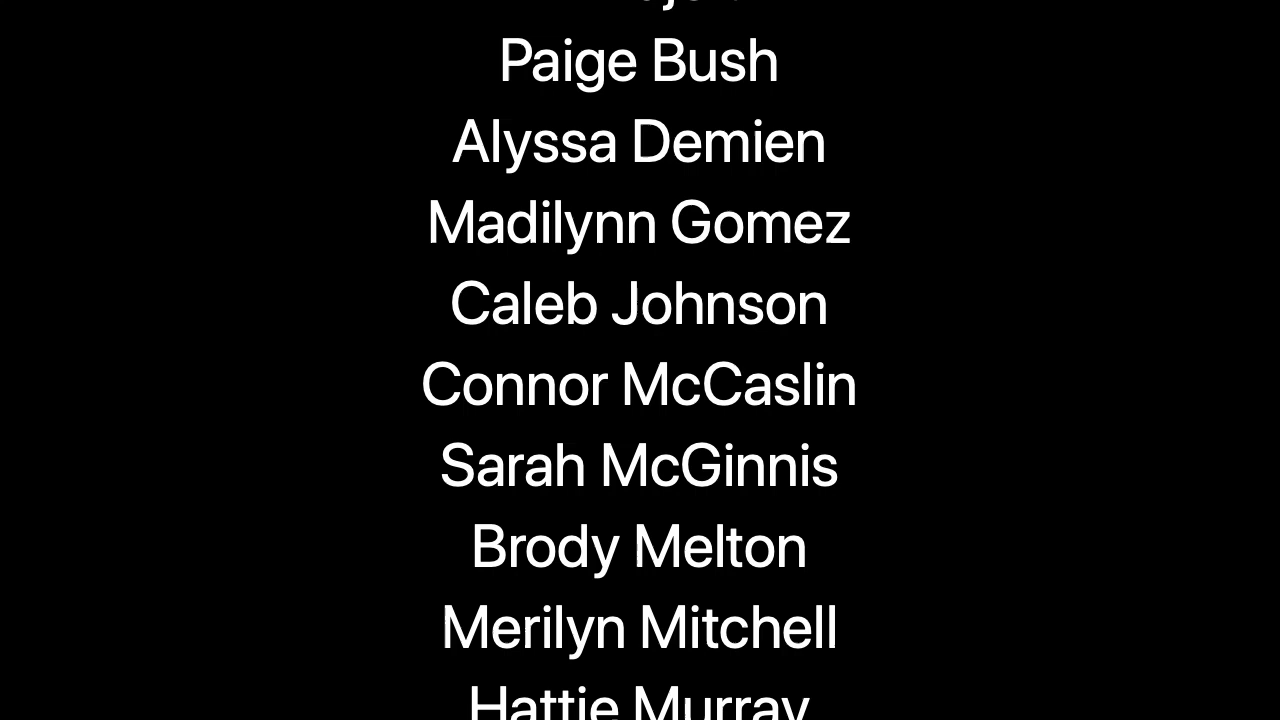 Paige Bush
Alyssa Demien
Madilynn Gomez
Caleb Johnson
Connor McCaslin
Sarah McGinnis
Brody Melton
Merilyn Mitchell
Hattie Murray